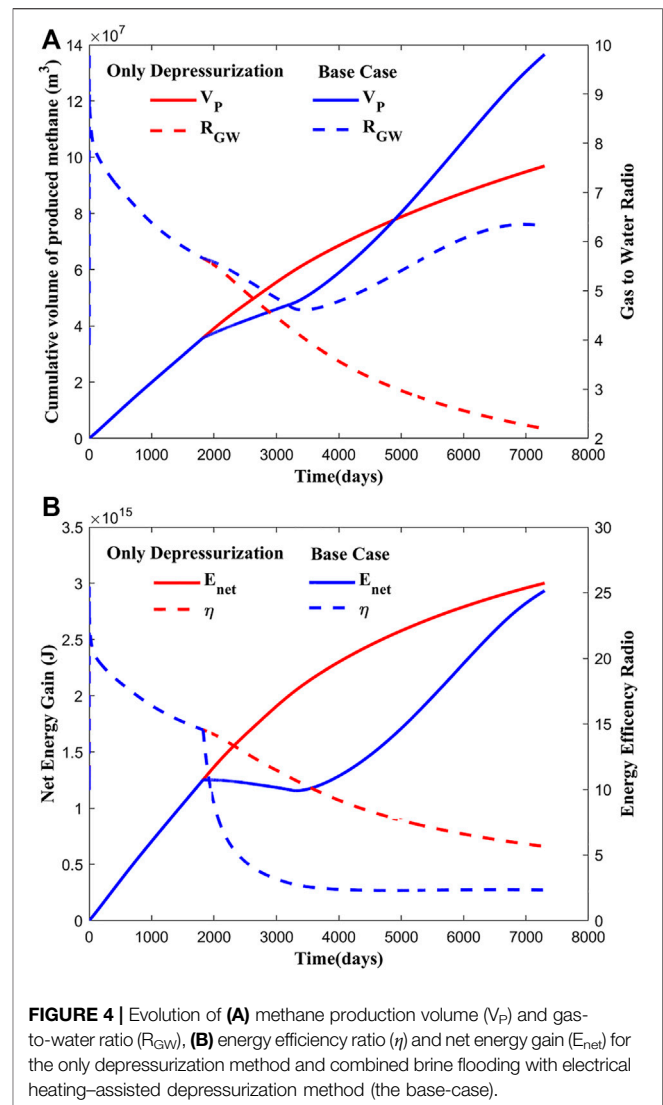 A
×10^7
14
12
10
8
6
4
2
0
Cumulative volume of produced methane (m^3)
Only Depressurization
V_P
R_GW
Base Case
V_P
R_GW
10
9
8
7
6
5
4
3
2
Gas to Water Radio
0 1000 2000 3000 4000 5000 6000 7000 8000
Time(days)
B
×10^15
3.5
3
2.5
2
1.5
1
0.5
0
Net Energy Gain (J)
Only Depressurization
E_net
η
Base Case
E_net
η
30
25
20
15
10
5
0
Energy Efficency Radio
0 1000 2000 3000 4000 5000 6000 7000 8000
Time(days)
FIGURE 4 | Evolution of (A) methane production volume (V_P) and gas-
to-water ratio (R_GW), (B) energy efficiency ratio (η) and net energy gain (E_net) for
the only depressurization method and combined brine flooding with electrical
heating–assisted depressurization method (the base-case).